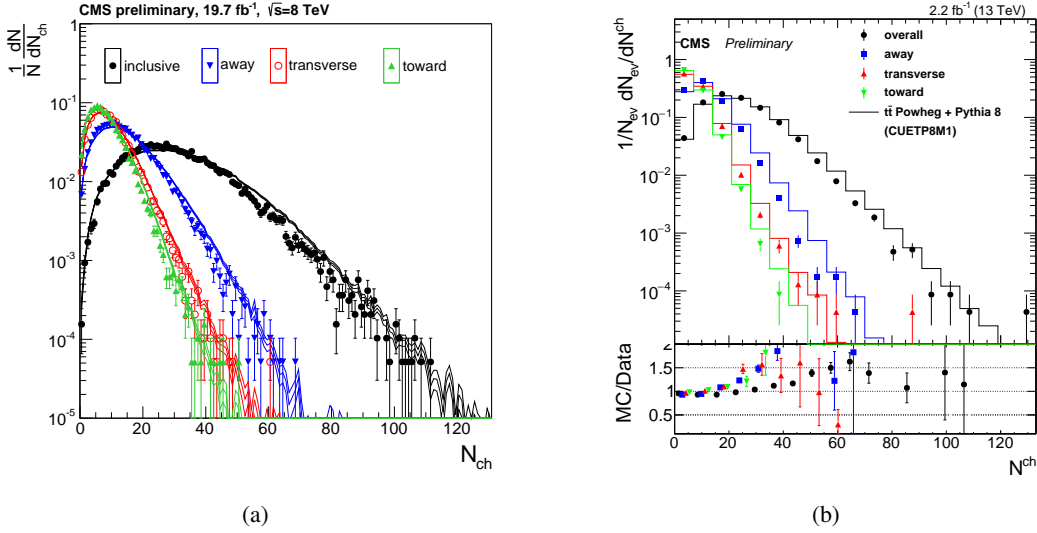 CMS preliminary, 19.7 fb⁻¹, √s=8 TeV
1/N dN/dN_ch
1
10⁻¹
10⁻²
10⁻³
10⁻⁴
10⁻⁵
inclusive away transverse toward
0 20 40 60 80 100 120
N_ch
(a)
2.2 fb⁻¹ (13 TeV)
CMS Preliminary
overall
away
transverse
toward
tt̄ Powheg + Pythia 8
(CUETP8M1)
1/N_ev dN_ev/dN^ch
1
10⁻¹
10⁻²
10⁻³
10⁻⁴
MC/Data
2
1.5
1
0.5
0 20 40 60 80 100 120
N^ch
(b)